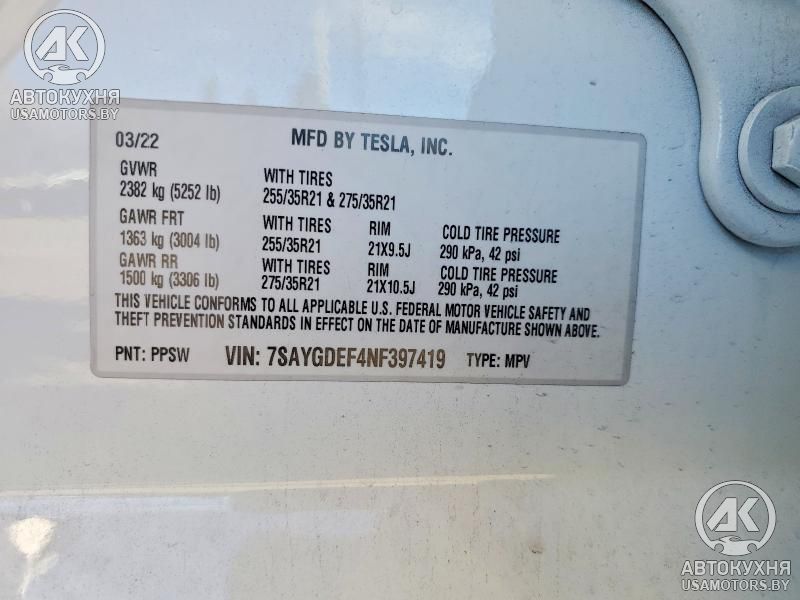 AK
АВТОКУХНЯ
USAMOTORS.BY
03/22 MFD BY TESLA, INC.
GVWR
2382 kg (5252 lb)
WITH TIRES
255/35R21 & 275/35R21
GAWR FRT
1363 kg (3004 lb)
WITH TIRES
255/35R21
RIM
21X9.5J
COLD TIRE PRESSURE
290 kPa, 42 psi
GAWR RR
1500 kg (3306 lb)
WITH TIRES
275/35R21
RIM
21X10.5J
COLD TIRE PRESSURE
290 kPa, 42 psi
THIS VEHICLE CONFORMS TO ALL APPLICABLE U.S. FEDERAL MOTOR VEHICLE SAFETY AND
THEFT PREVENTION STANDARDS IN EFFECT ON THE DATE OF MANUFACTURE SHOWN ABOVE.
PNT: PPSW VIN: 7SAYGDEF4NF397419 TYPE: MPV
AK
АВТОКУХНЯ
USAMOTORS.BY